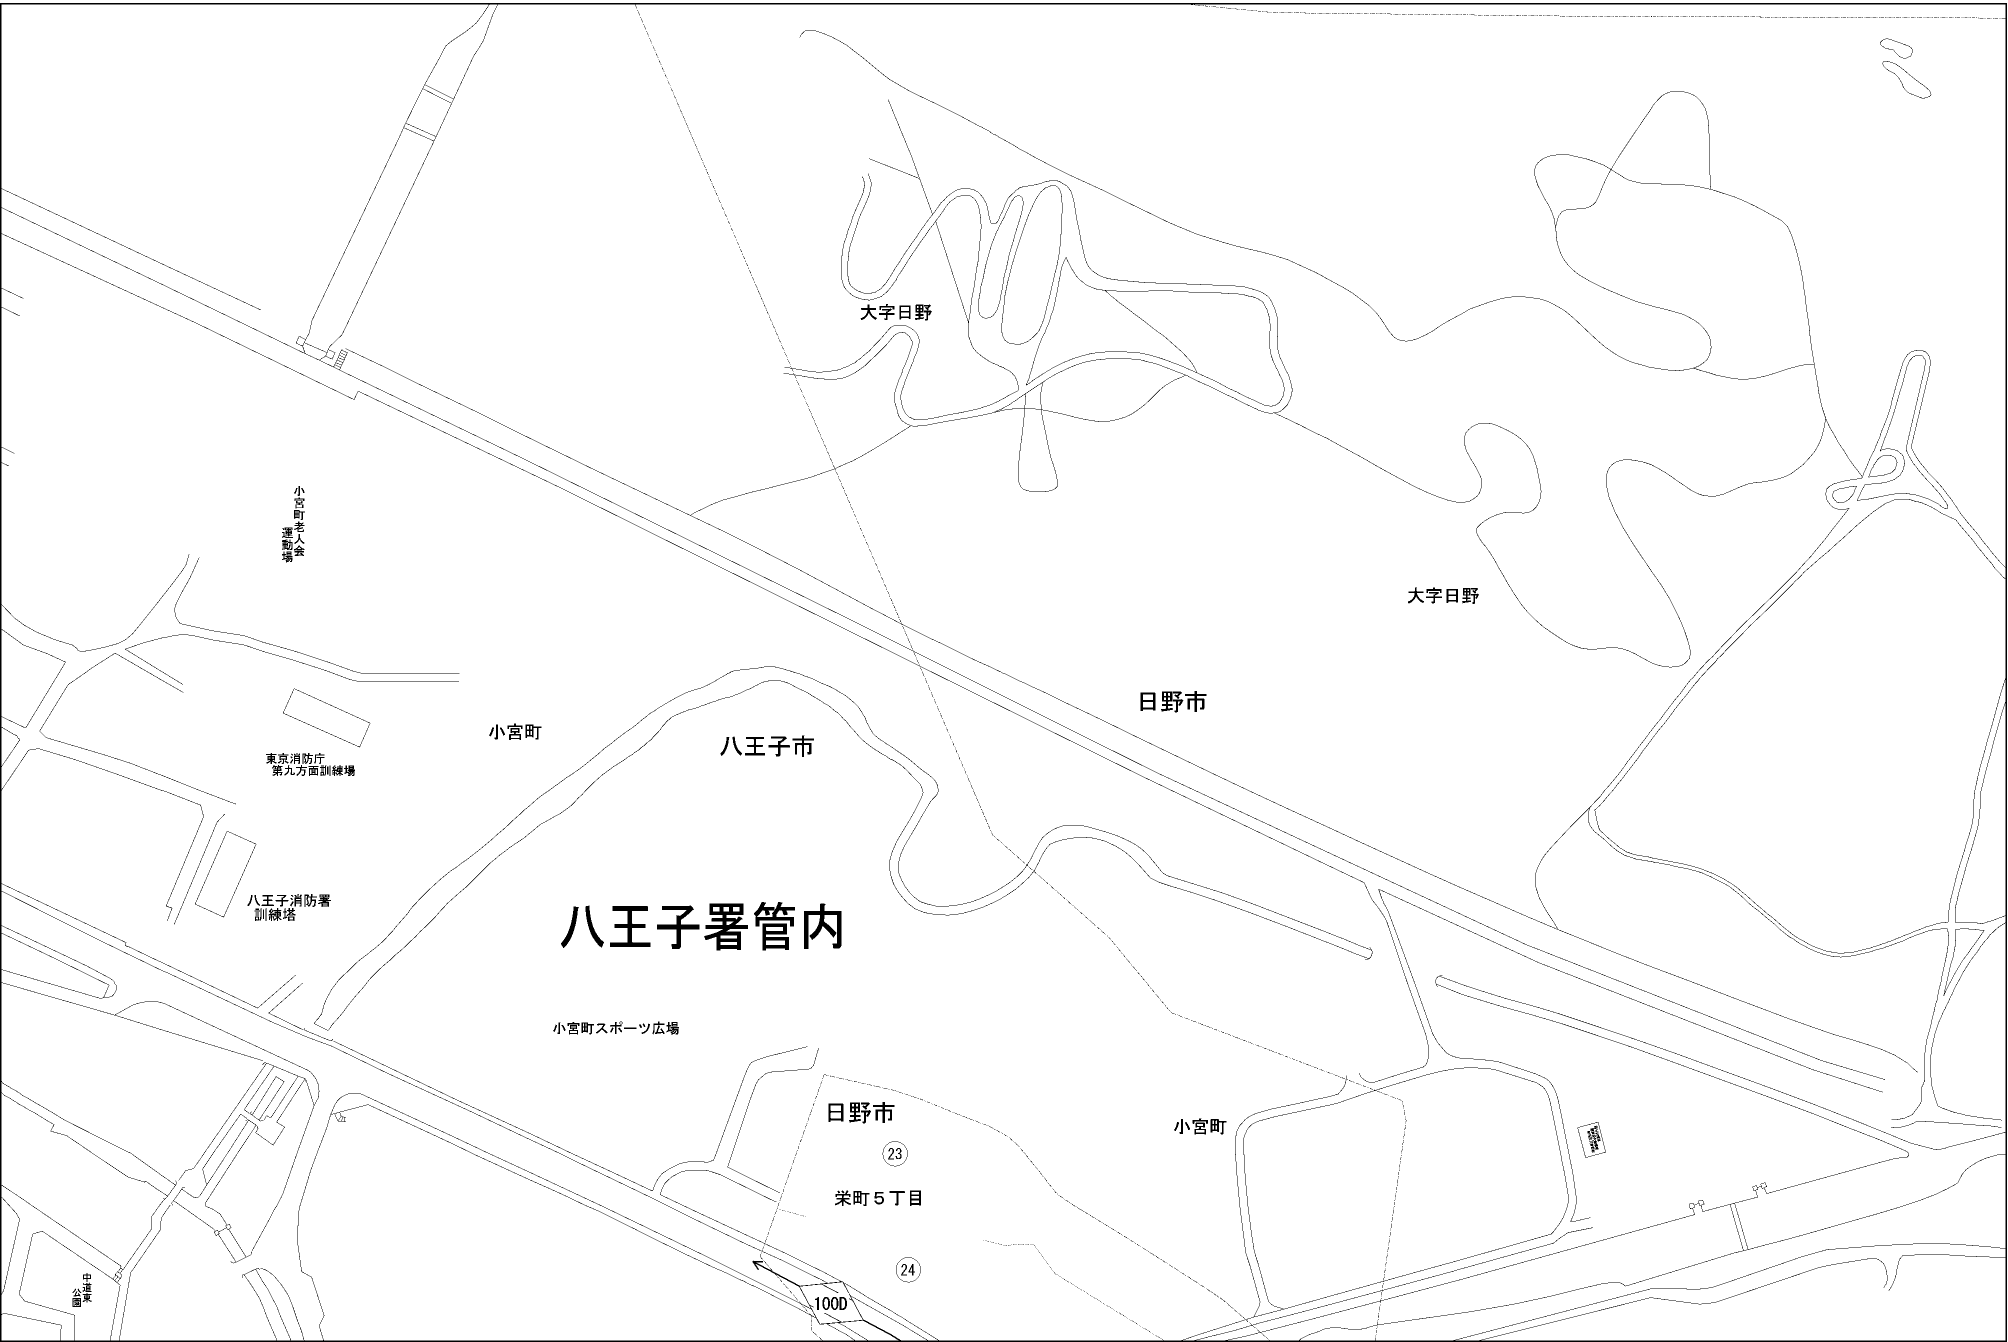 大字日野
小宮町老人会
運動場
大字日野
日野市
小宮町
八王子市
東京消防庁
第九方面訓練場
八王子消防署
訓練塔
八王子署管内
小宮町スポーツ広場
日野市
小宮町
23
栄町5丁目
24
中道東
公園
100D